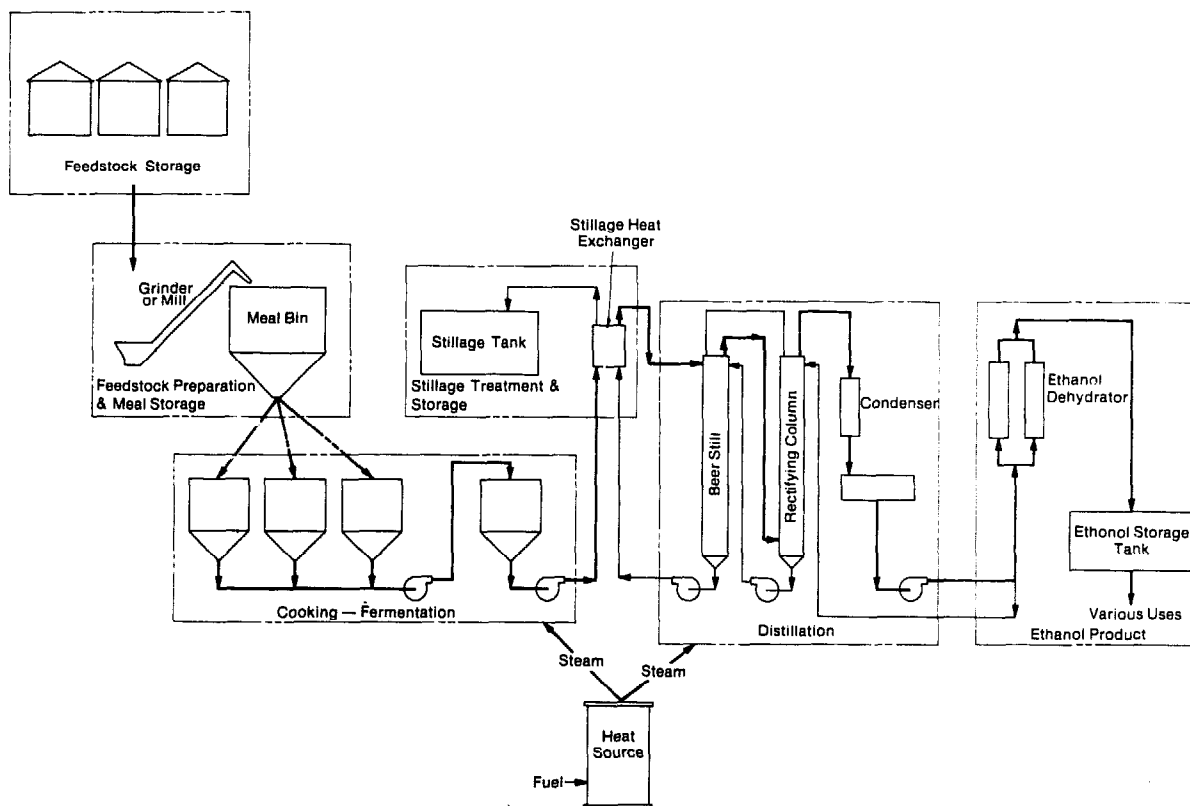 Feedstock Storage
Stillage Heat
Exchanger
Grinder
or Mill
Meal Bin
Feedstock Preparation
& Meal Storage
Stillage Tank
Stillage Treatment &
Storage
Beer Still
Rectifying Column
Condenser
Ethanol
Dehydrator
Ethonol Storage
Tank
Various Uses
Ethanol Product
Cooking — Fermentation
Distillation
Steam
Steam
Heat
Source
Fuel